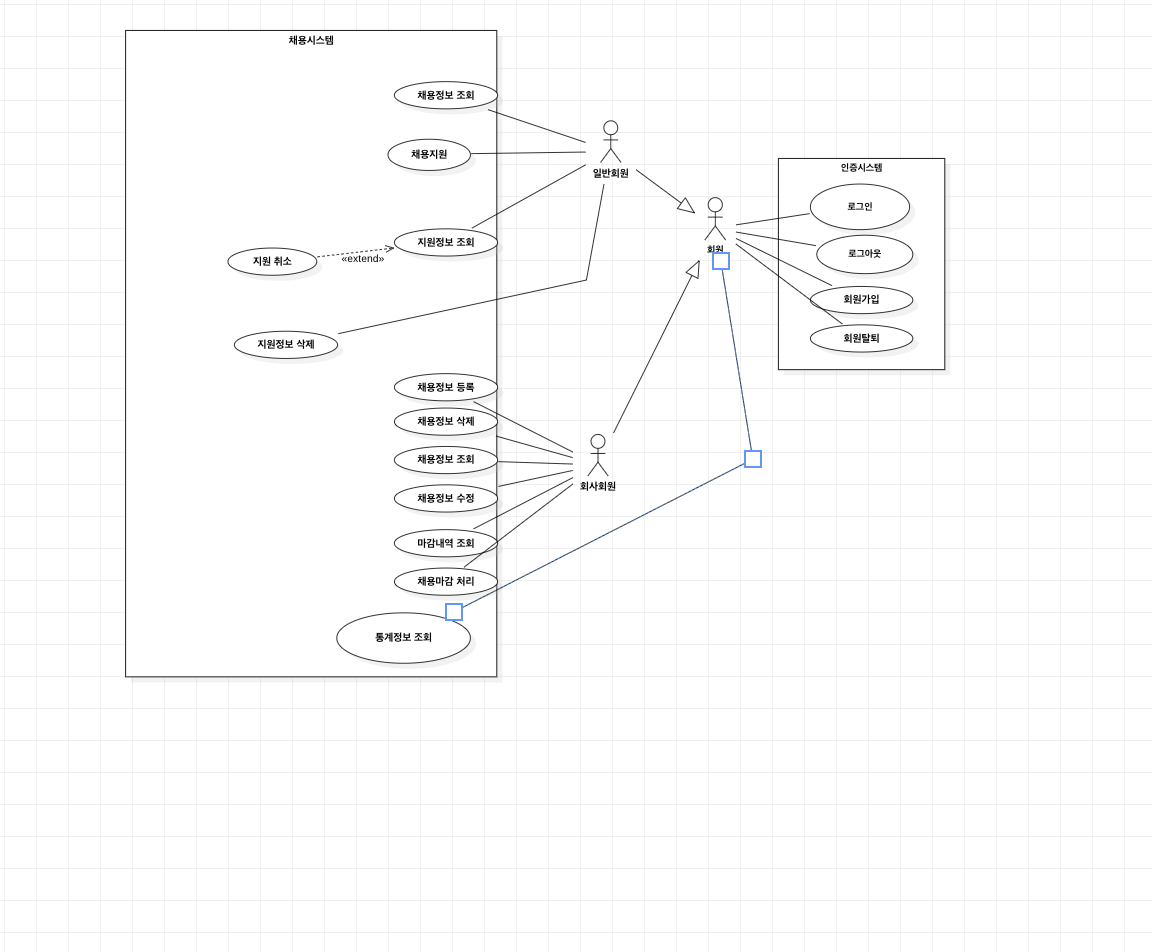 채용시스템
채용정보 조회
채용지원
일반회원
인증시스템
로그인
지원정보 조회
회원
로그아웃
지원 취소
«extend»
회원가입
회원탈퇴
지원정보 삭제
채용정보 등록
채용정보 삭제
채용정보 조회
회사회원
채용정보 수정
마감내역 조회
채용마감 처리
통계정보 조회